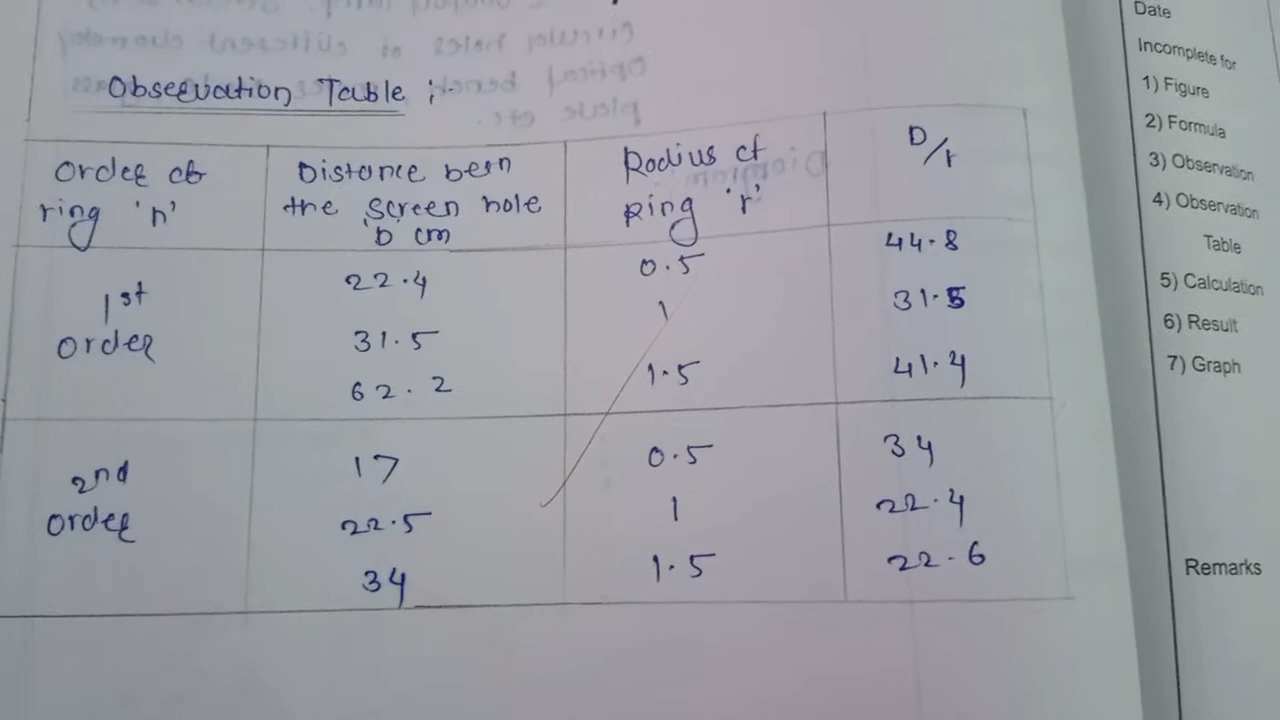 Observation Table :-
Order of
ring 'n'
Distance been
the screen hole
'D cm
Radius of
Ring 'r'
D/r
1st
order
22.4
0.5
44.8
31.5
1
31.5
62.2
1.5
41.4
2nd
order
17
0.5
34
22.5
1
22.4
34
1.5
22.6
Date
Incomplete for
1) Figure
2) Formula
3) Observation
4) Observation
Table
5) Calculation
6) Result
7) Graph
Remarks